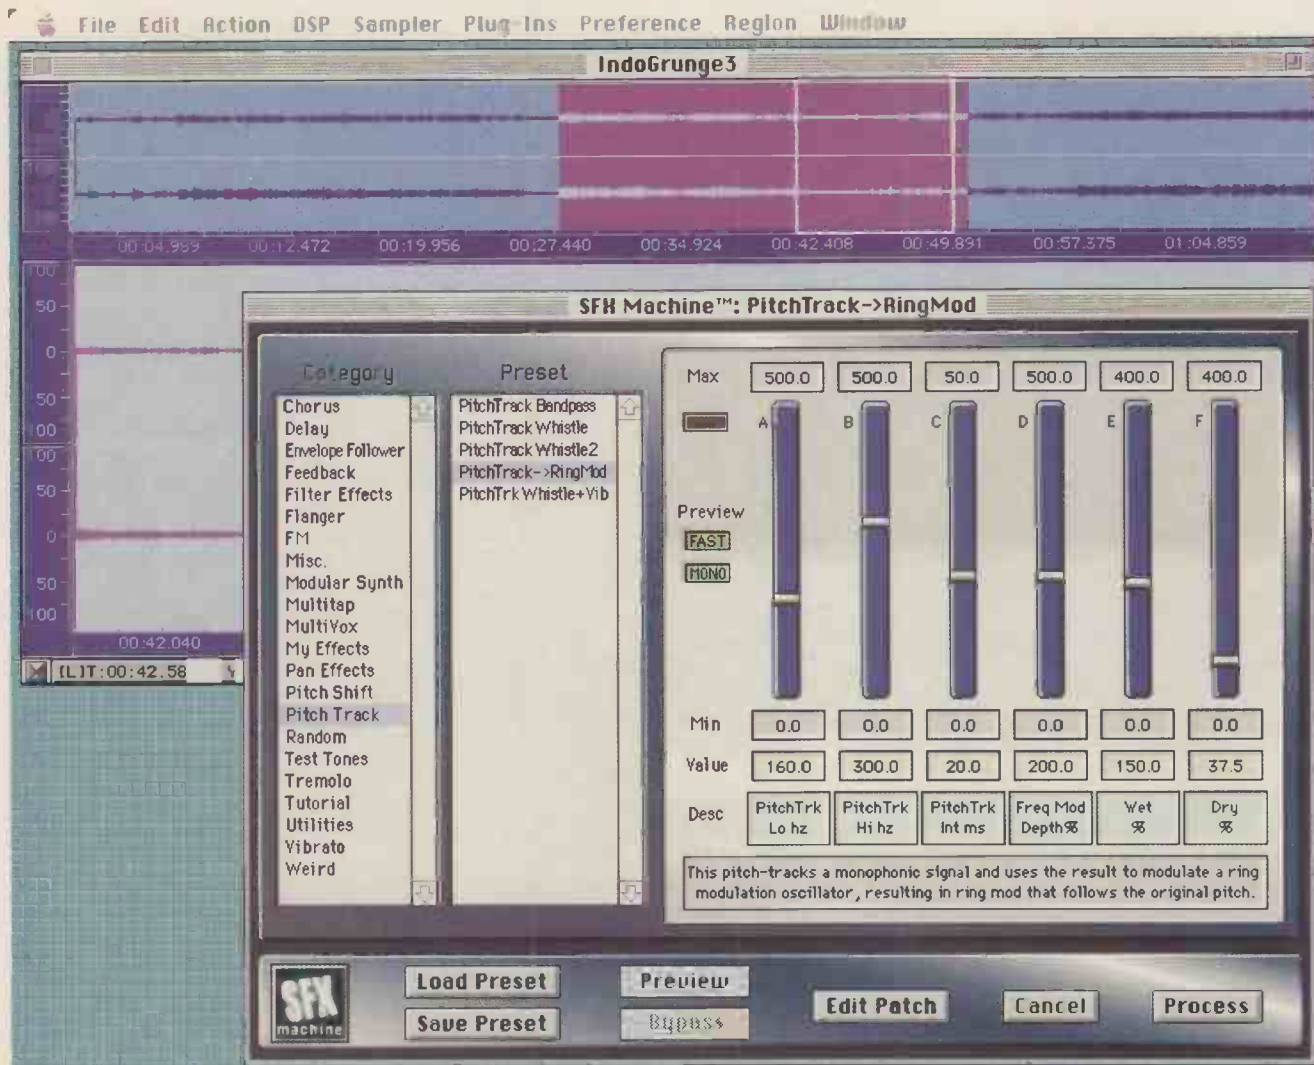 File Edit Action DSP Sampler Plug-Ins Preference Region Window
IndoGrunge3
00:04.989 00:12.472 00:19.956 00:27.440 00:34.924 00:42.408 00:49.891 00:57.375 01:04.859
100
50
0
50
100
100
50
0
50
100
00:42.040
[L]T:00:42.58
SFX Machine™: PitchTrack->RingMod
Category
Chorus
Delay
Envelope Follower
Feedback
Filter Effects
Flanger
FM
Misc.
Modular Synth
Multitap
MultiVox
My Effects
Pan Effects
Pitch Shift
Pitch Track
Random
Test Tones
Tremolo
Tutorial
Utilities
Vibrato
Weird
Preset
PitchTrack Bandpass
PitchTrack Whistle
PitchTrack Whistle2
PitchTrack->RingMod
PitchTrk Whistle+Vib
Max 500.0 500.0 50.0 500.0 400.0 400.0
A B C D E F
Preview
FAST
MONO
Min 0.0 0.0 0.0 0.0 0.0 0.0
Value 160.0 300.0 20.0 200.0 150.0 37.5
Desc
PitchTrk Lo hz
PitchTrk Hi hz
PitchTrk Int ms
Freq Mod Depth%
Wet %
Dry %
This pitch-tracks a monophonic signal and uses the result to modulate a ring
modulation oscillator, resulting in ring mod that follows the original pitch.
SFX
machine
Load Preset
Save Preset
Preview
Bypass
Edit Patch
Cancel
Process